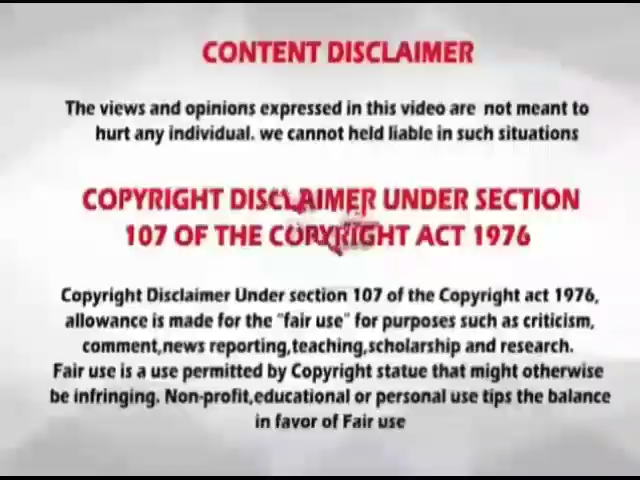 CONTENT DISCLAIMER
The views and opinions expressed in this video are not meant to
hurt any individual. we cannot held liable in such situations
COPYRIGHT DISCLAIMER UNDER SECTION
107 OF THE COPYRIGHT ACT 1976
Copyright Disclaimer Under section 107 of the Copyright act 1976,
allowance is made for the "fair use" for purposes such as criticism,
comment,news reporting,teaching,scholarship and research.
Fair use is a use permitted by Copyright statue that might otherwise
be infringing. Non-profit,educational or personal use tips the balance
in favor of Fair use